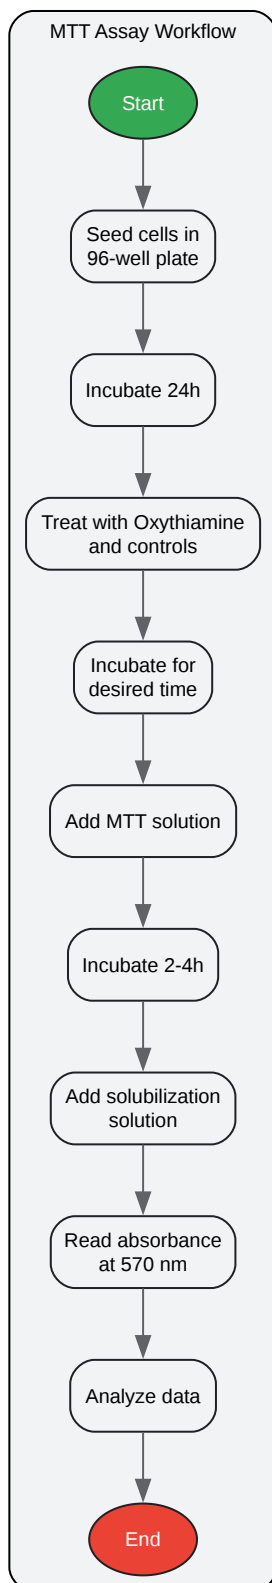 MTT Assay Workflow
Start
Seed cells in
96-well plate
Incubate 24h
Treat with Oxythiamine
and controls
Incubate for
desired time
Add MTT solution
Incubate 2-4h
Add solubilization
solution
Read absorbance
at 570 nm
Analyze data
End